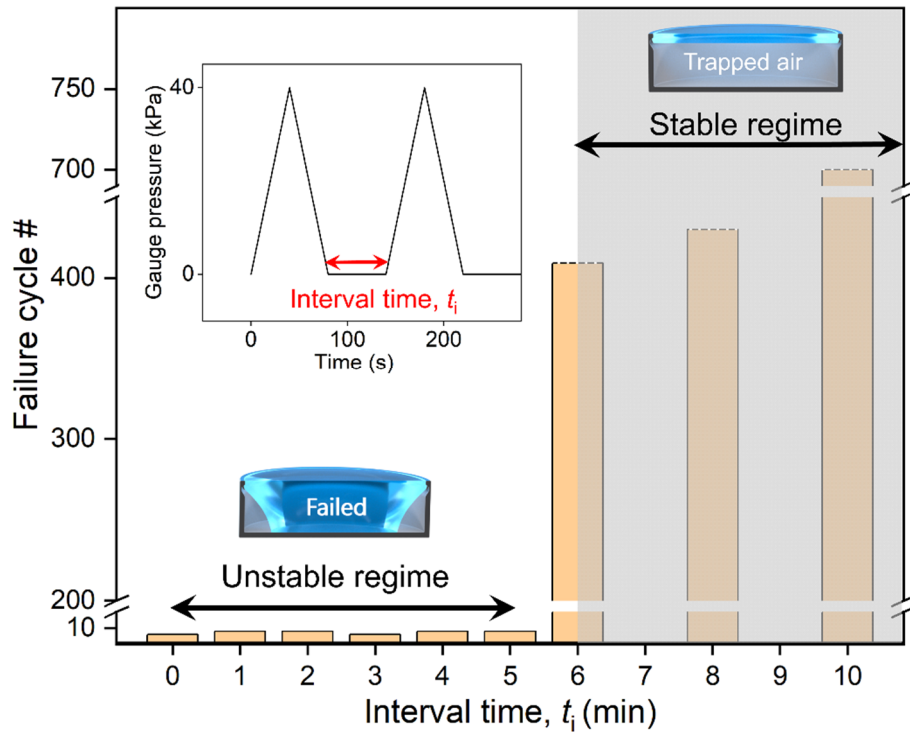 Trapped air
Stable regime
750
700
400
300
200
10
Failure cycle #
40
0
Gauge pressure (kPa)
Interval time, ti
0 100 200
Time (s)
Failed
Unstable regime
0 1 2 3 4 5 6 7 8 9 10
Interval time, ti (min)